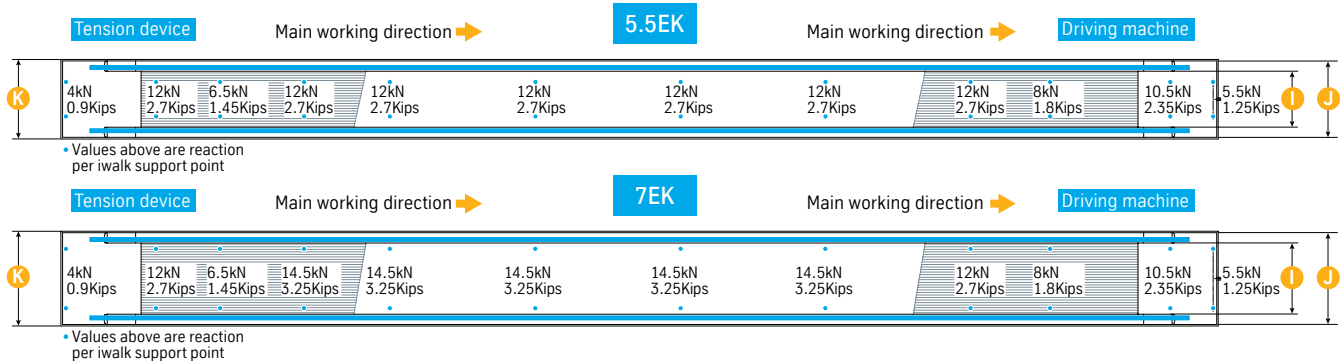 Tension device Main working direction 5.5EK Main working direction Driving machine
K 4kN 12kN 6.5kN 12kN 12kN 12kN 12kN 12kN 12kN 8kN 10.5kN 5.5kN I J
0.9Kips 2.7Kips 1.45Kips 2.7Kips 2.7Kips 2.7Kips 2.7Kips 2.7Kips 2.7Kips 1.8Kips 2.35Kips 1.25Kips
• Values above are reaction
per iwalk support point
Tension device Main working direction 7EK Main working direction Driving machine
K 4kN 12kN 6.5kN 14.5kN 14.5kN 14.5kN 14.5kN 14.5kN 12kN 8kN 10.5kN 5.5kN I J
0.9Kips 2.7Kips 1.45Kips 3.25Kips 3.25Kips 3.25Kips 3.25Kips 3.25Kips 2.7Kips 1.8Kips 2.35Kips 1.25Kips
• Values above are reaction
per iwalk support point